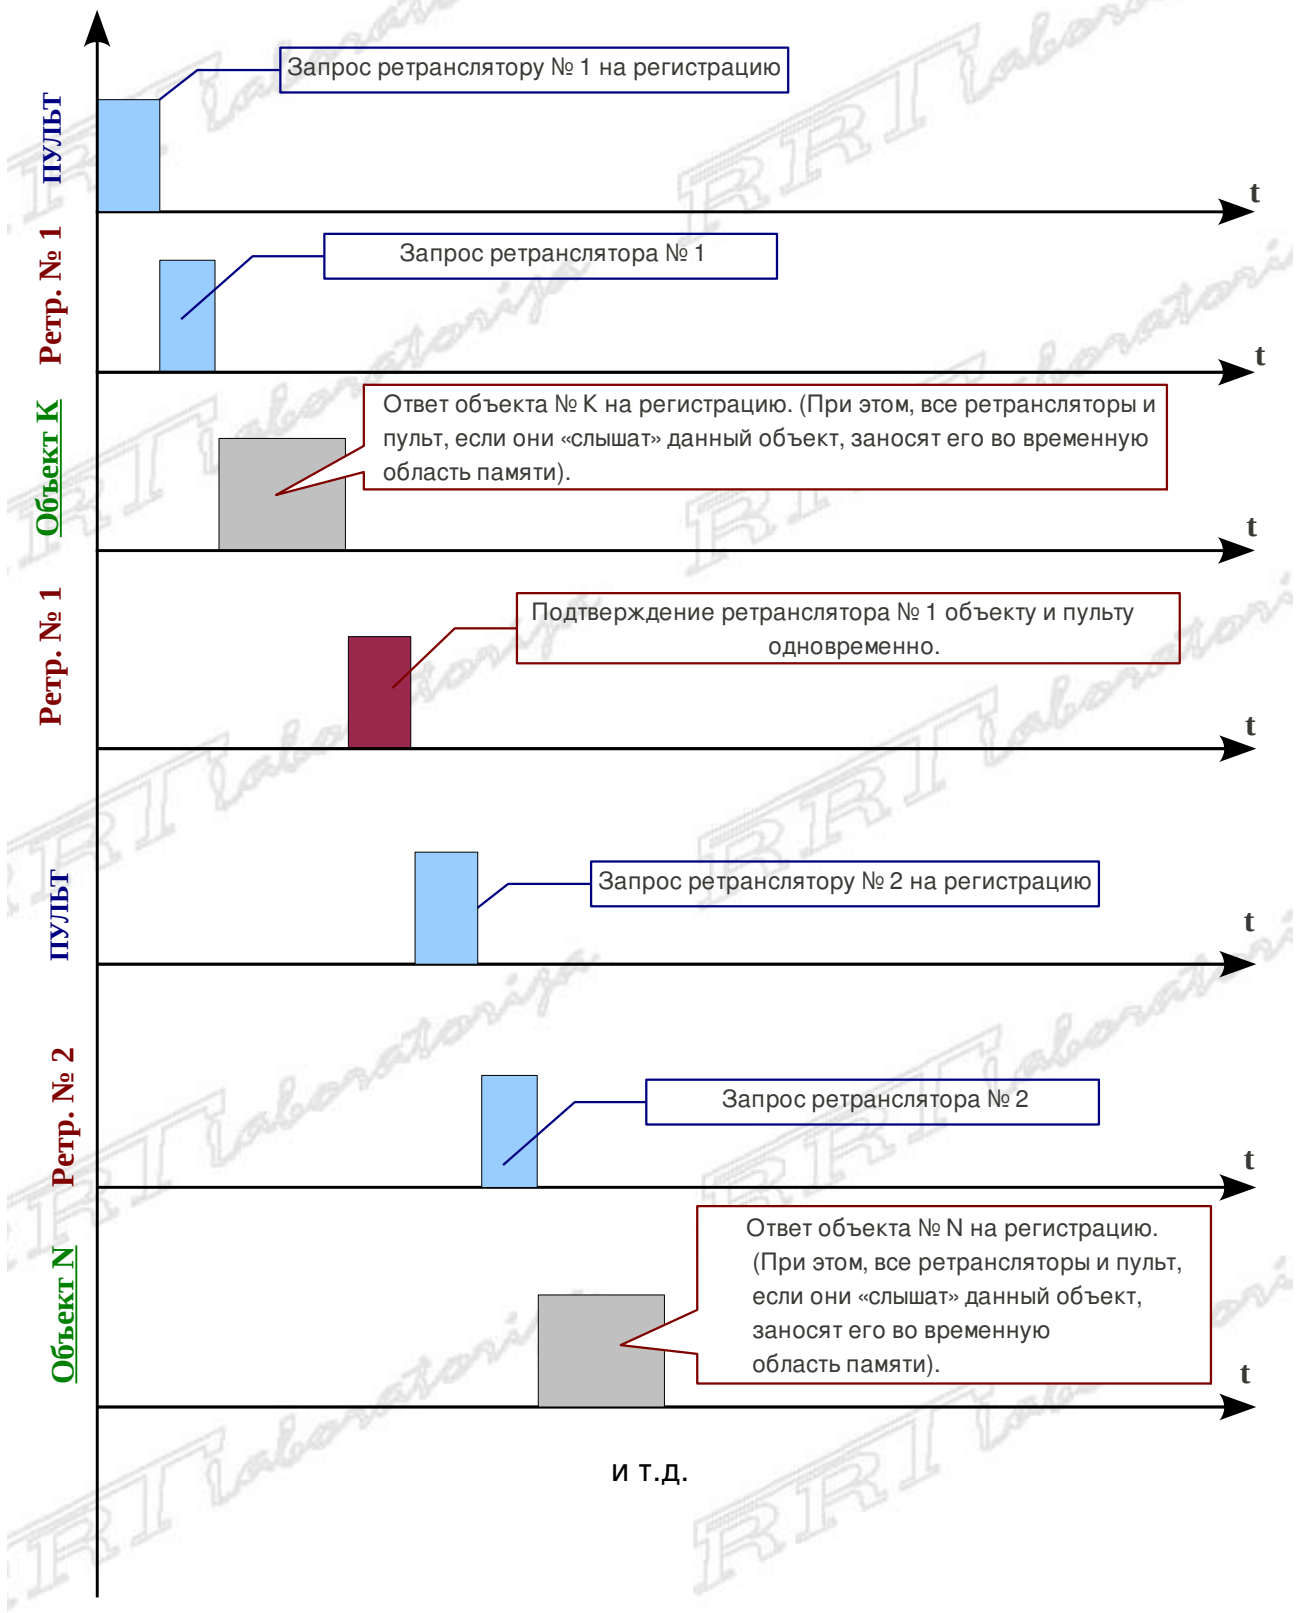 ПУЛЬТ
Запрос ретранслятору № 1 на регистрацию
t
Ретр. № 1
Запрос ретранслятора № 1
t
Объект К
Ответ объекта № К на регистрацию. (При этом, все ретрансляторы и
пульт, если они «слышат» данный объект, заносят его во временную
область памяти).
t
Ретр. № 1
Подтверждение ретранслятора № 1 объекту и пульту
одновременно.
t
ПУЛЬТ
Запрос ретранслятору № 2 на регистрацию
t
Ретр. № 2
Запрос ретранслятора № 2
t
Объект N
Ответ объекта № N на регистрацию.
(При этом, все ретрансляторы и пульт,
если они «слышат» данный объект,
заносят его во временную
область памяти).
t
и т.д.
RRT laboratorija